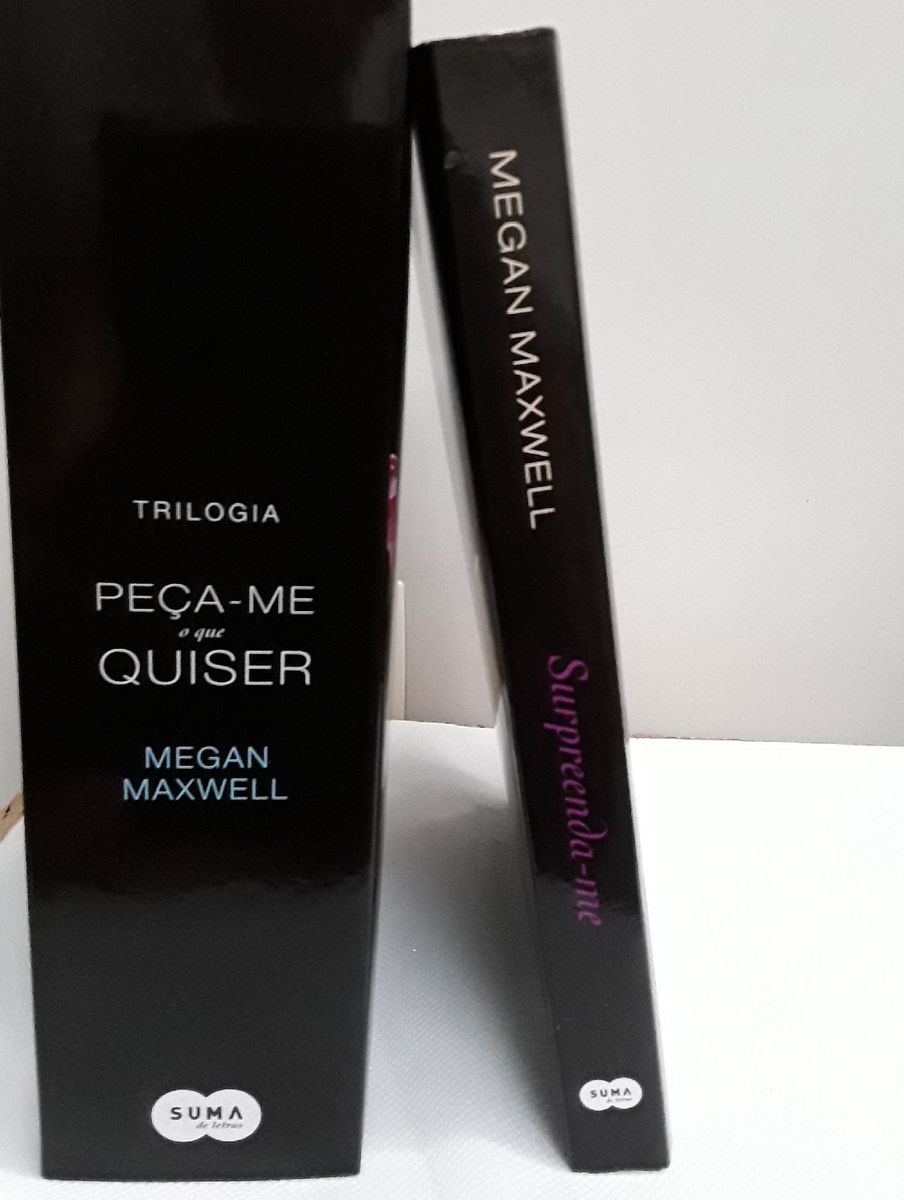 TRILOGIA
PEÇA-ME
o que
QUISER
MEGAN
MAXWELL
SUMA
de letras
MEGAN MAXWELL
Surpreenda-me
SUMA
de letras